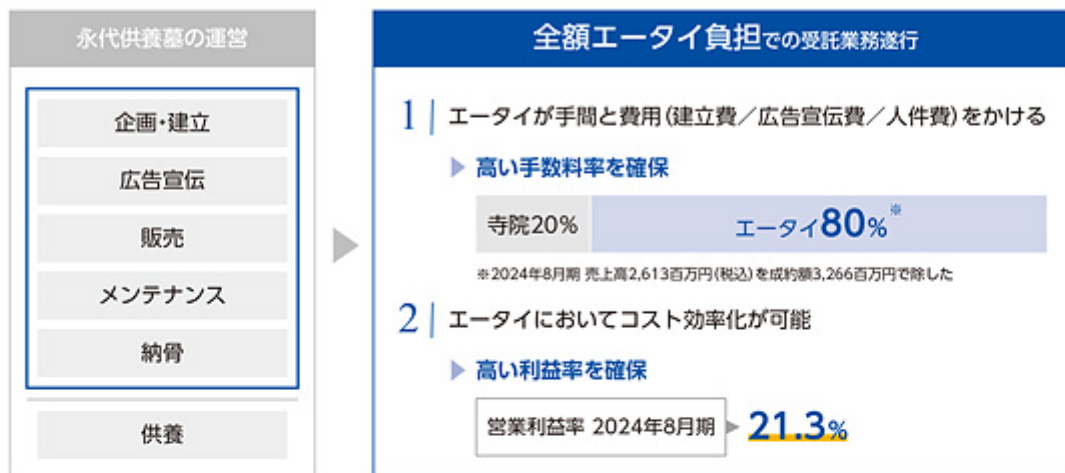 永代供養墓の運営
企画・建立
広告宣伝
販売
メンテナンス
納骨
供養
全額エータイ負担での受託業務遂行
1 エータイが手間と費用(建立費/広告宣伝費/人件費)をかける
高い手数料率を確保
寺院20% エータイ80%※
※2024年8月期 売上高2,613百万円(税込)を成約額3,266百万円で除した
2 エータイにおいてコスト効率化が可能
高い利益率を確保
営業利益率 2024年8月期 21.3%